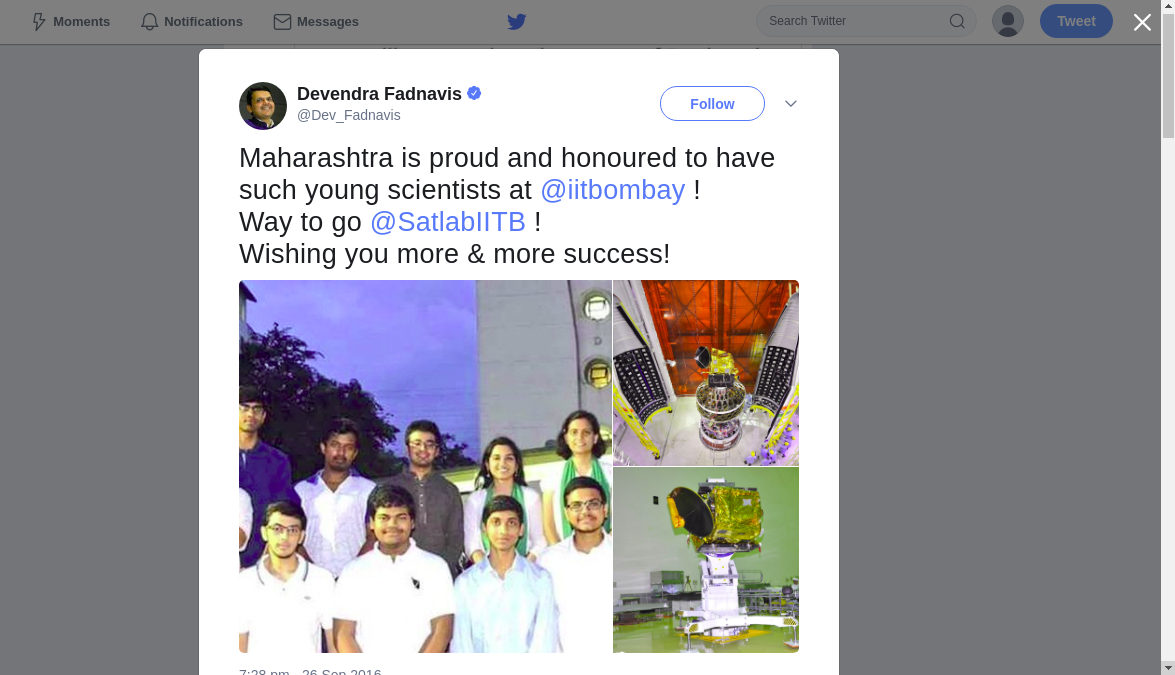 Moments
Notifications
Messages
Search Twitter
Tweet
Devendra Fadnavis
@Dev_Fadnavis
Follow
Maharashtra is proud and honoured to have
such young scientists at @iitbombay !
Way to go @SatlabIITB !
Wishing you more & more success!
7:28 pm - 26 Sep 2016